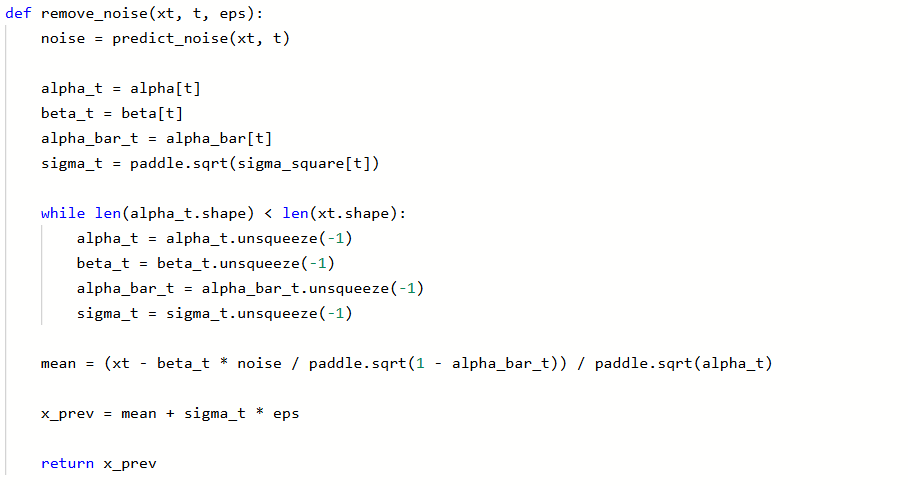 def remove_noise(xt, t, eps):
    noise = predict_noise(xt, t)

    alpha_t = alpha[t]
    beta_t = beta[t]
    alpha_bar_t = alpha_bar[t]
    sigma_t = paddle.sqrt(sigma_square[t])

    while len(alpha_t.shape) < len(xt.shape):
        alpha_t = alpha_t.unsqueeze(-1)
        beta_t = beta_t.unsqueeze(-1)
        alpha_bar_t = alpha_bar_t.unsqueeze(-1)
        sigma_t = sigma_t.unsqueeze(-1)

    mean = (xt - beta_t * noise / paddle.sqrt(1 - alpha_bar_t)) / paddle.sqrt(alpha_t)

    x_prev = mean + sigma_t * eps

    return x_prev